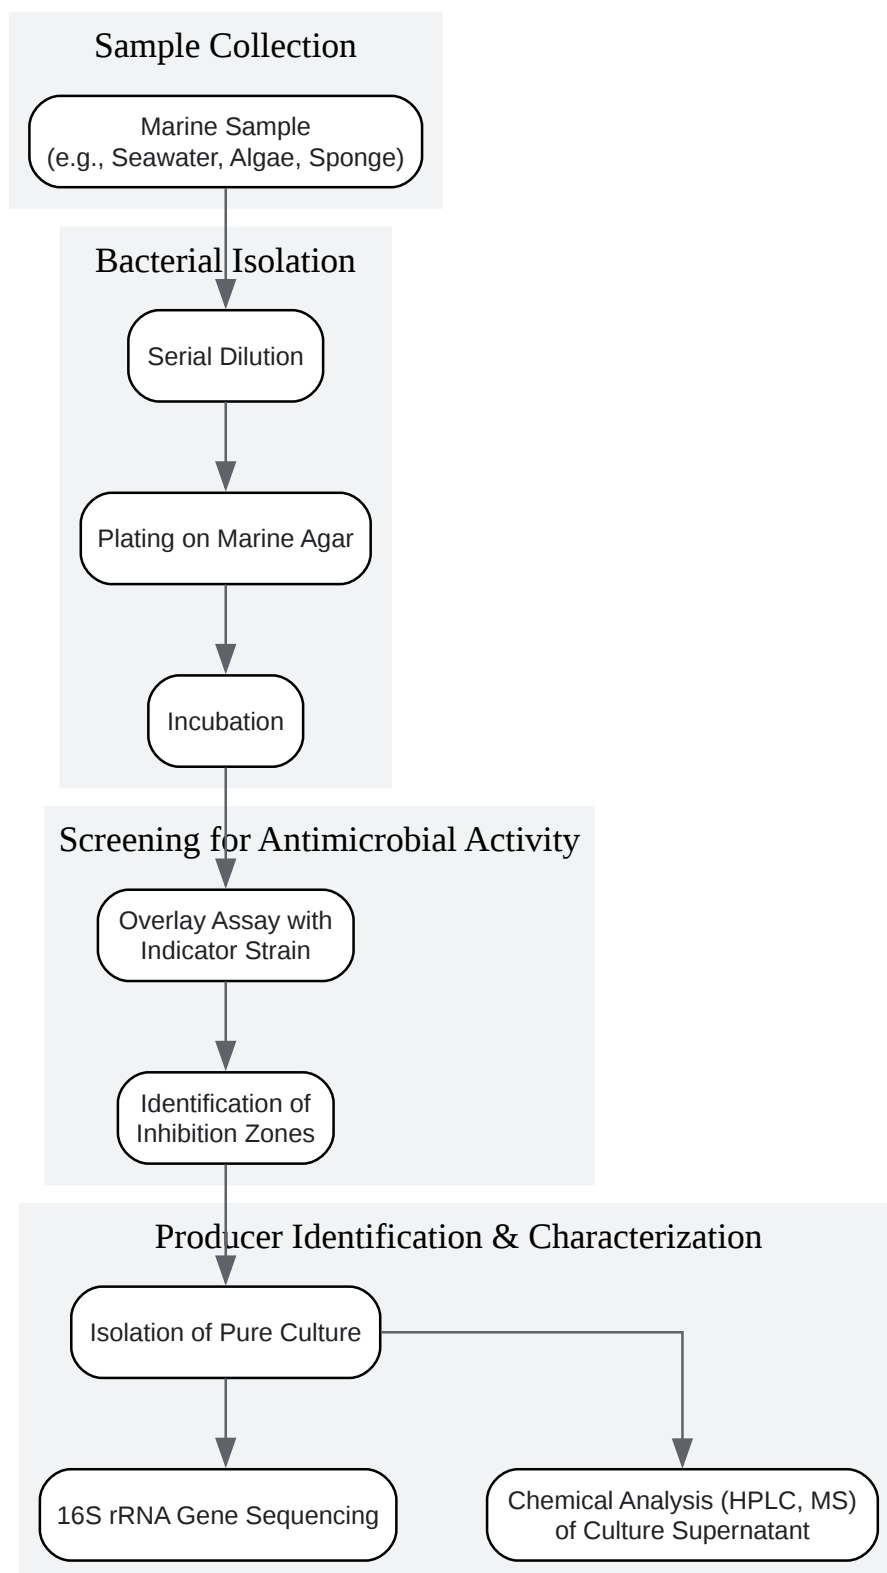 Sample Collection
Marine Sample
(e.g., Seawater, Algae, Sponge)
Bacterial Isolation
Serial Dilution
Plating on Marine Agar
Incubation
Screening for Antimicrobial Activity
Overlay Assay with
Indicator Strain
Identification of
Inhibition Zones
Producer Identification & Characterization
Isolation of Pure Culture
16S rRNA Gene Sequencing
Chemical Analysis (HPLC, MS)
of Culture Supernatant